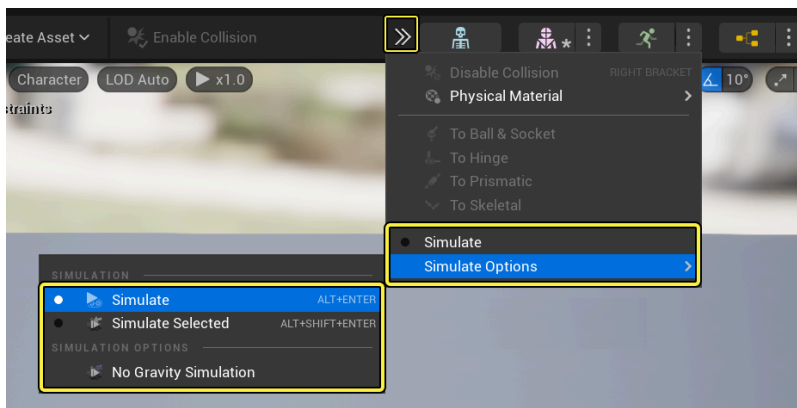 eate Asset
Enable Collision
Character
LOD Auto
x1.0
10°
straints
Disable Collision RIGHT BRACKET
Physical Material
To Ball & Socket
To Hinge
To Prismatic
To Skeletal
Simulate
Simulate Options
SIMULATION
Simulate ALT+ENTER
Simulate Selected ALT+SHIFT+ENTER
SIMULATION OPTIONS
No Gravity Simulation